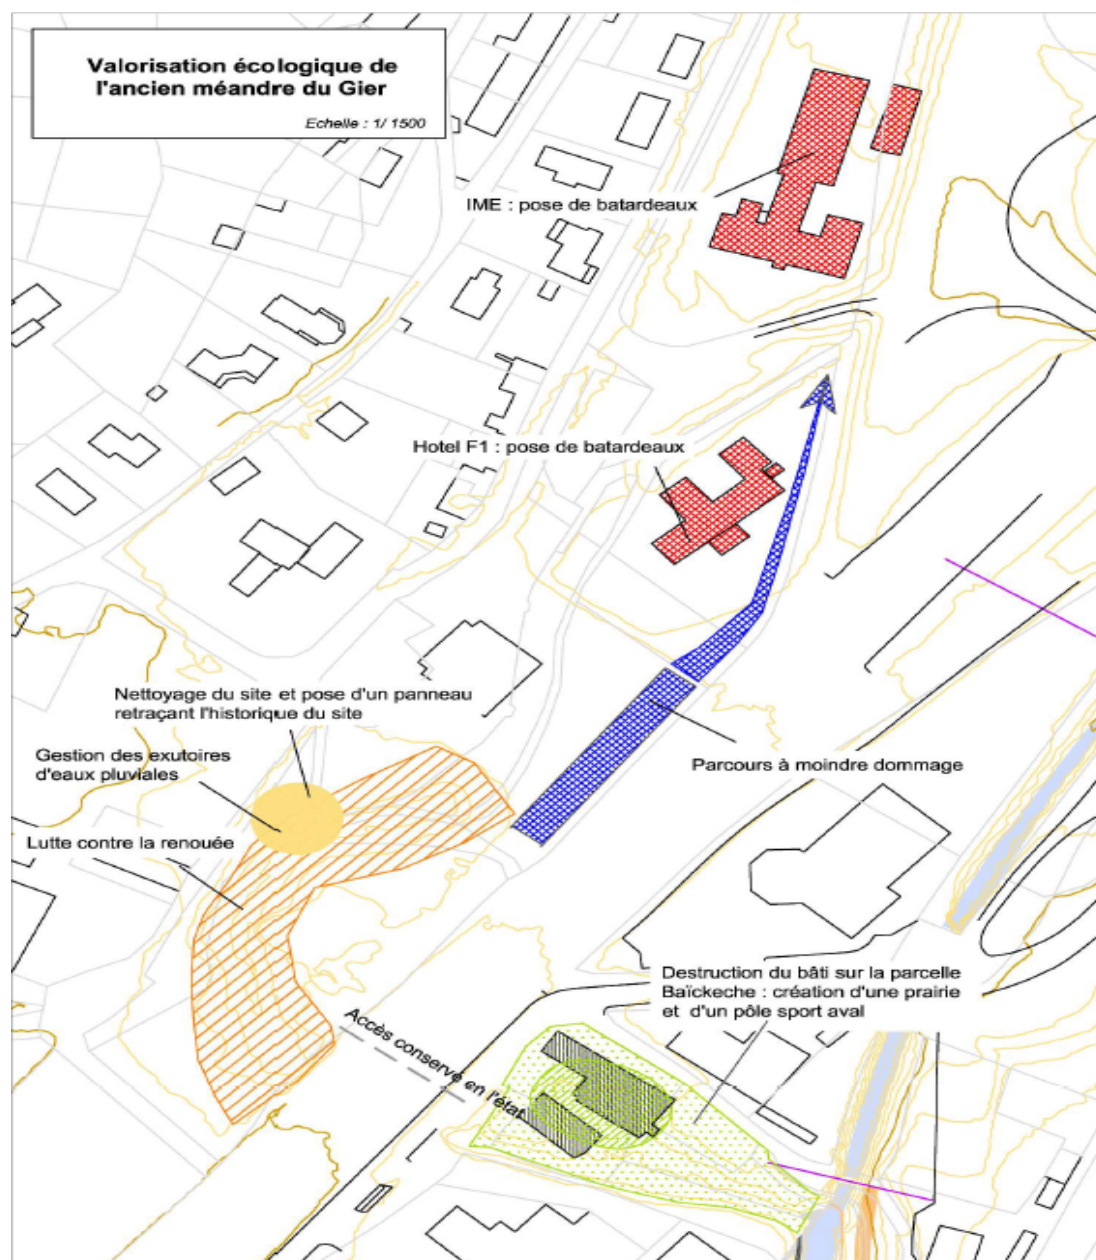 Valorisation écologique de
l'ancien méandre du Gier
Echelle : 1/ 1500
IME : pose de batardeaux
Hotel F1 : pose de batardeaux
Nettoyage du site et pose d'un panneau
retraçant l'historique du site
Gestion des exutoires
d'eaux pluviales
Parcours à moindre dommage
Lutte contre la renouée
Destruction du bâti sur la parcelle
Baïckeche : création d'une prairie
et d'un pôle sport aval
Accès conservé en l'état